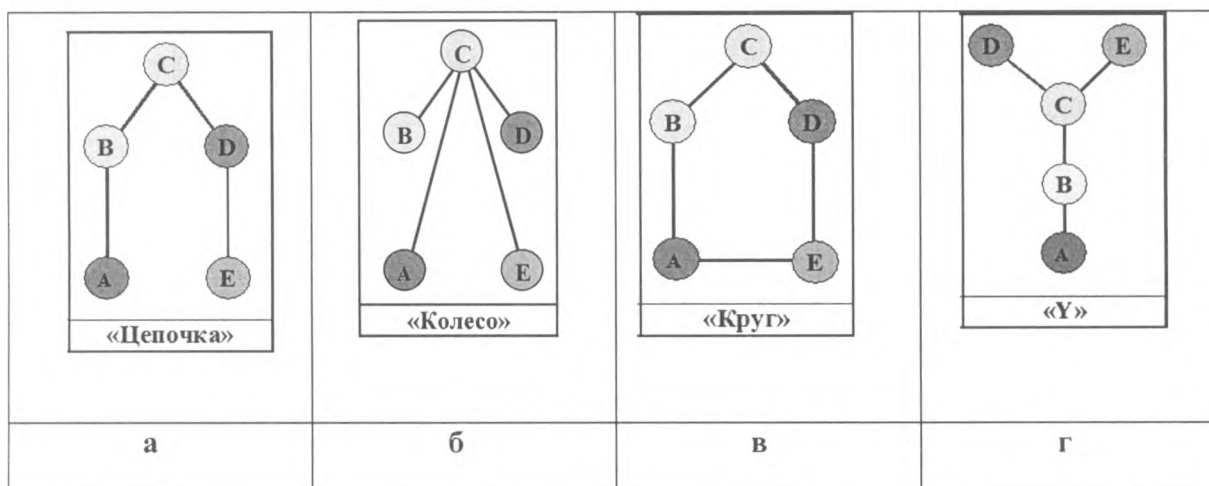 C
B D
A E
«Цепочка»
C
B D
A E
«Колесо»
C
B D
A E
«Круг»
D E
C
B
A
«Y»
а б в г